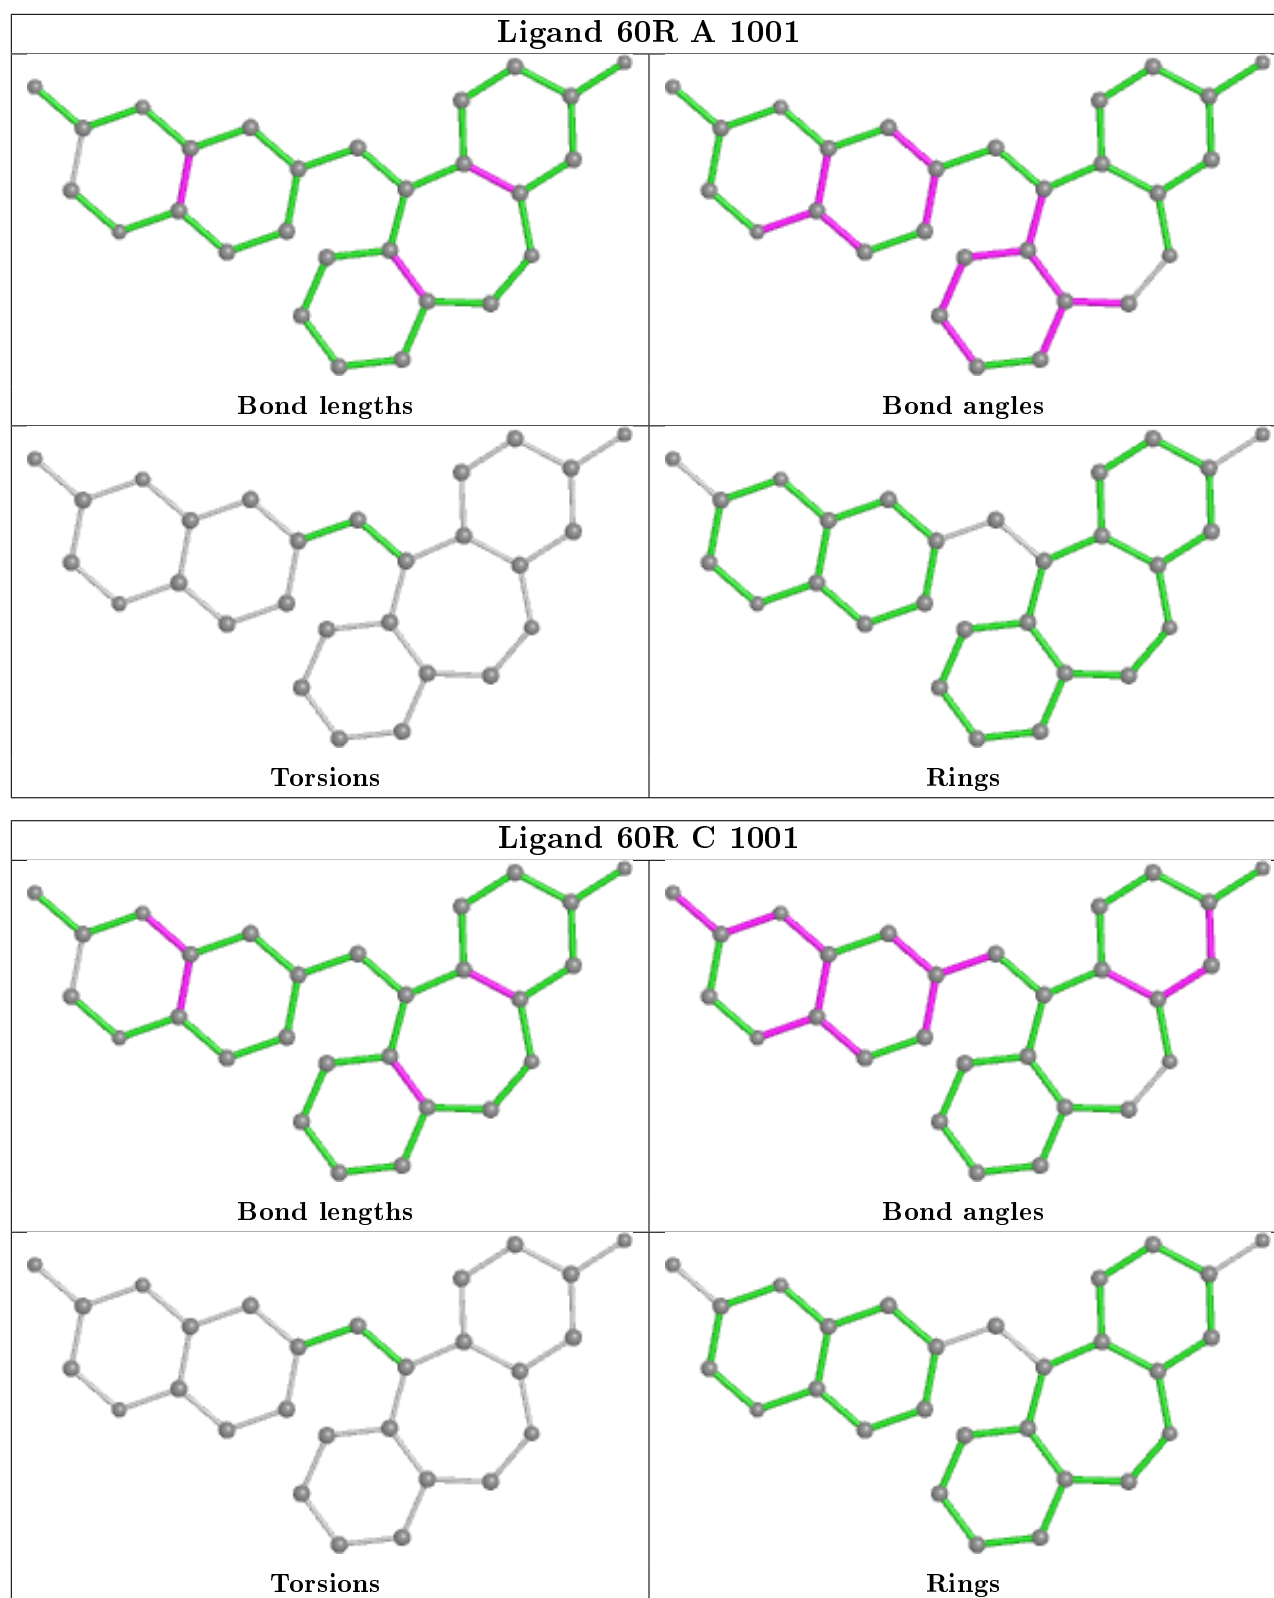 Ligand 60R A 1001
Bond lengths
Bond angles
Torsions
Rings
Ligand 60R C 1001
Bond lengths
Bond angles
Torsions
Rings